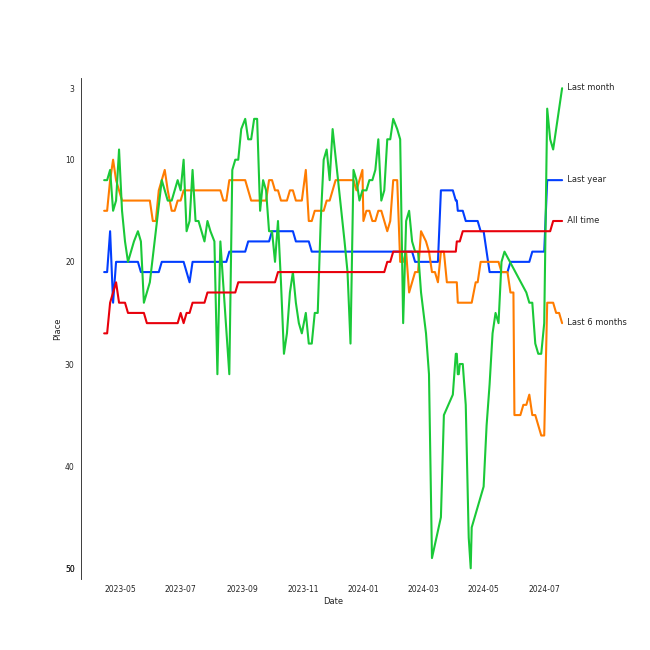 3
Last month
10
Last year
All time
20
Last 6 months
30
Place
40
50
2023-05
2023-07
2023-09
2023-11
2024-01
2024-03
2024-05
2024-07
Date